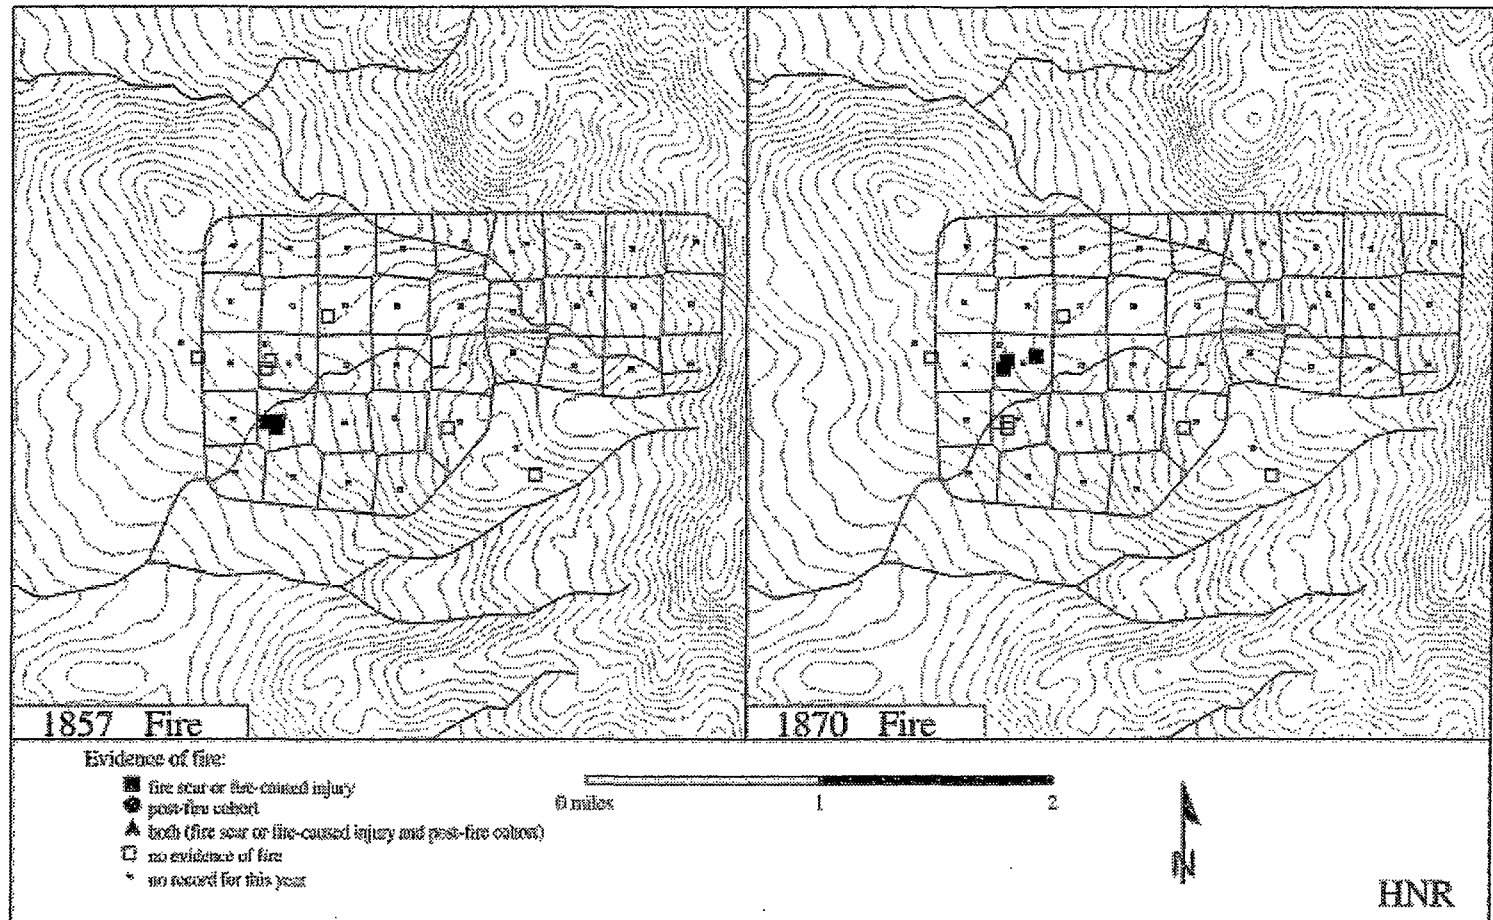 1857 Fire
1870 Fire
Evidence of fire:
fire scar or fire-caused injury
post-fire cohort
both (fire scar or fire-caused injury and post-fire cohort)
no evidence of fire
no record for this year
0 miles 1 2
N
HNR